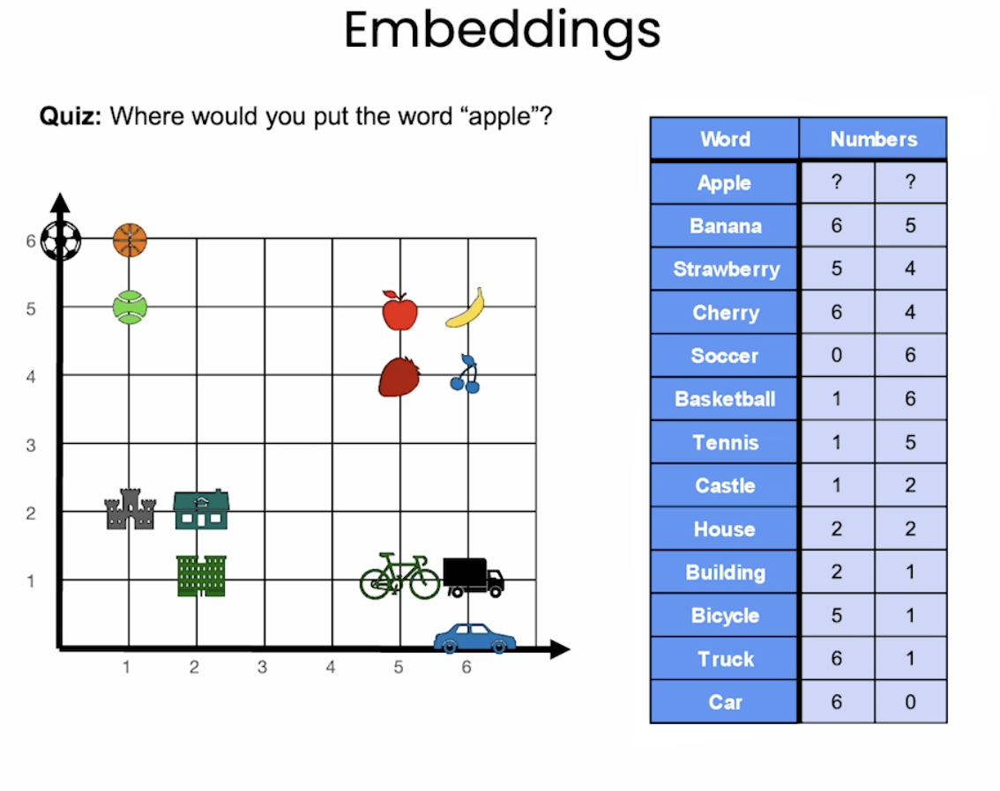 Embeddings
Quiz: Where would you put the word “apple”?
6
5
4
3
2
1
1 2 3 4 5 6
Word Numbers
Apple ? ?
Banana 6 5
Strawberry 5 4
Cherry 6 4
Soccer 0 6
Basketball 1 6
Tennis 1 5
Castle 1 2
House 2 2
Building 2 1
Bicycle 5 1
Truck 6 1
Car 6 0